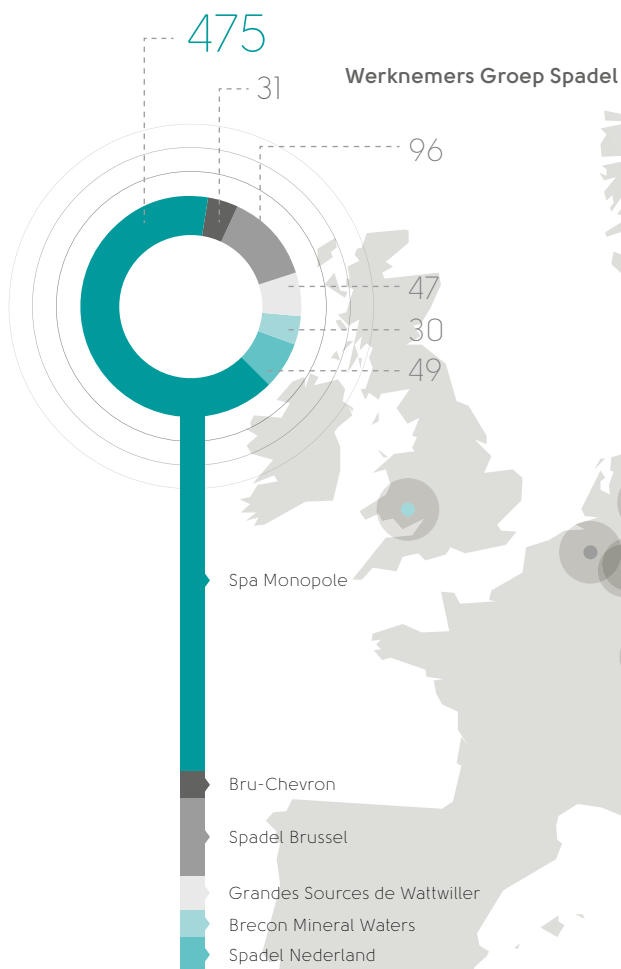 475
31
Werknemers Groep Spadel
96
47
30
49
Spa Monopole
Bru-Chevron
Spadel Brussel
Grandes Sources de Wattwiller
Brecon Mineral Waters
Spadel Nederland